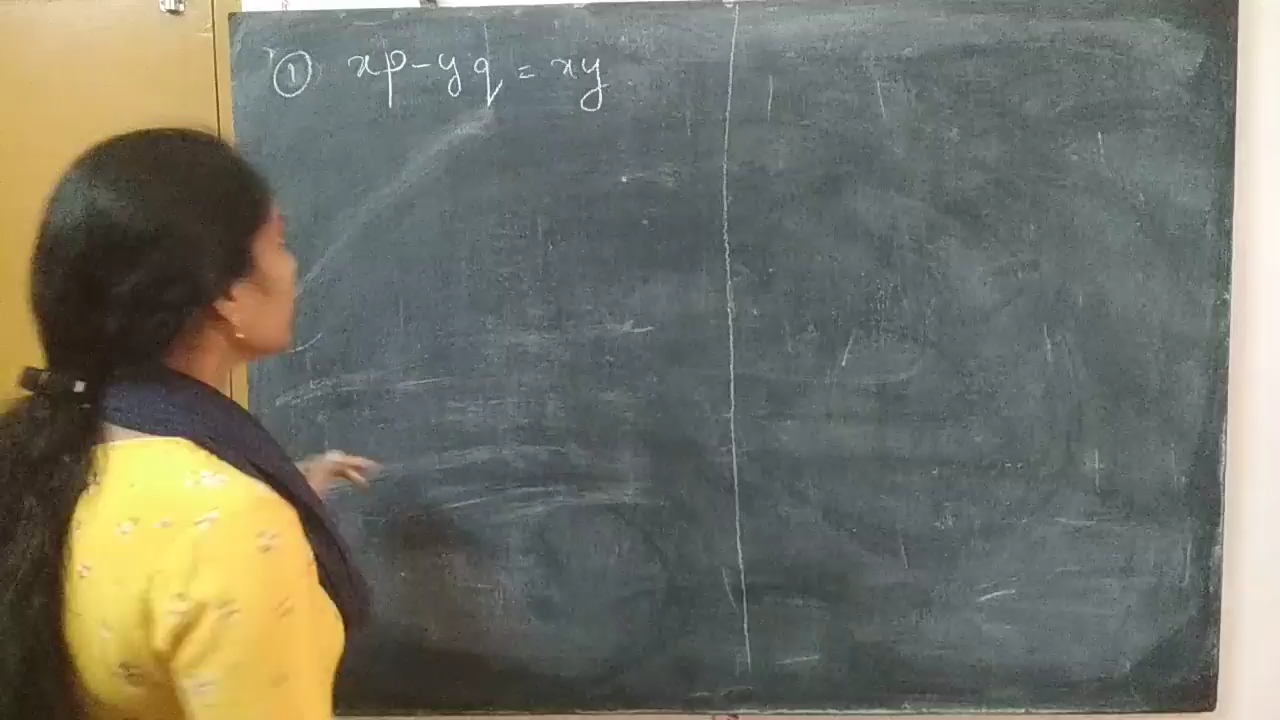 ① xp - yq = xy